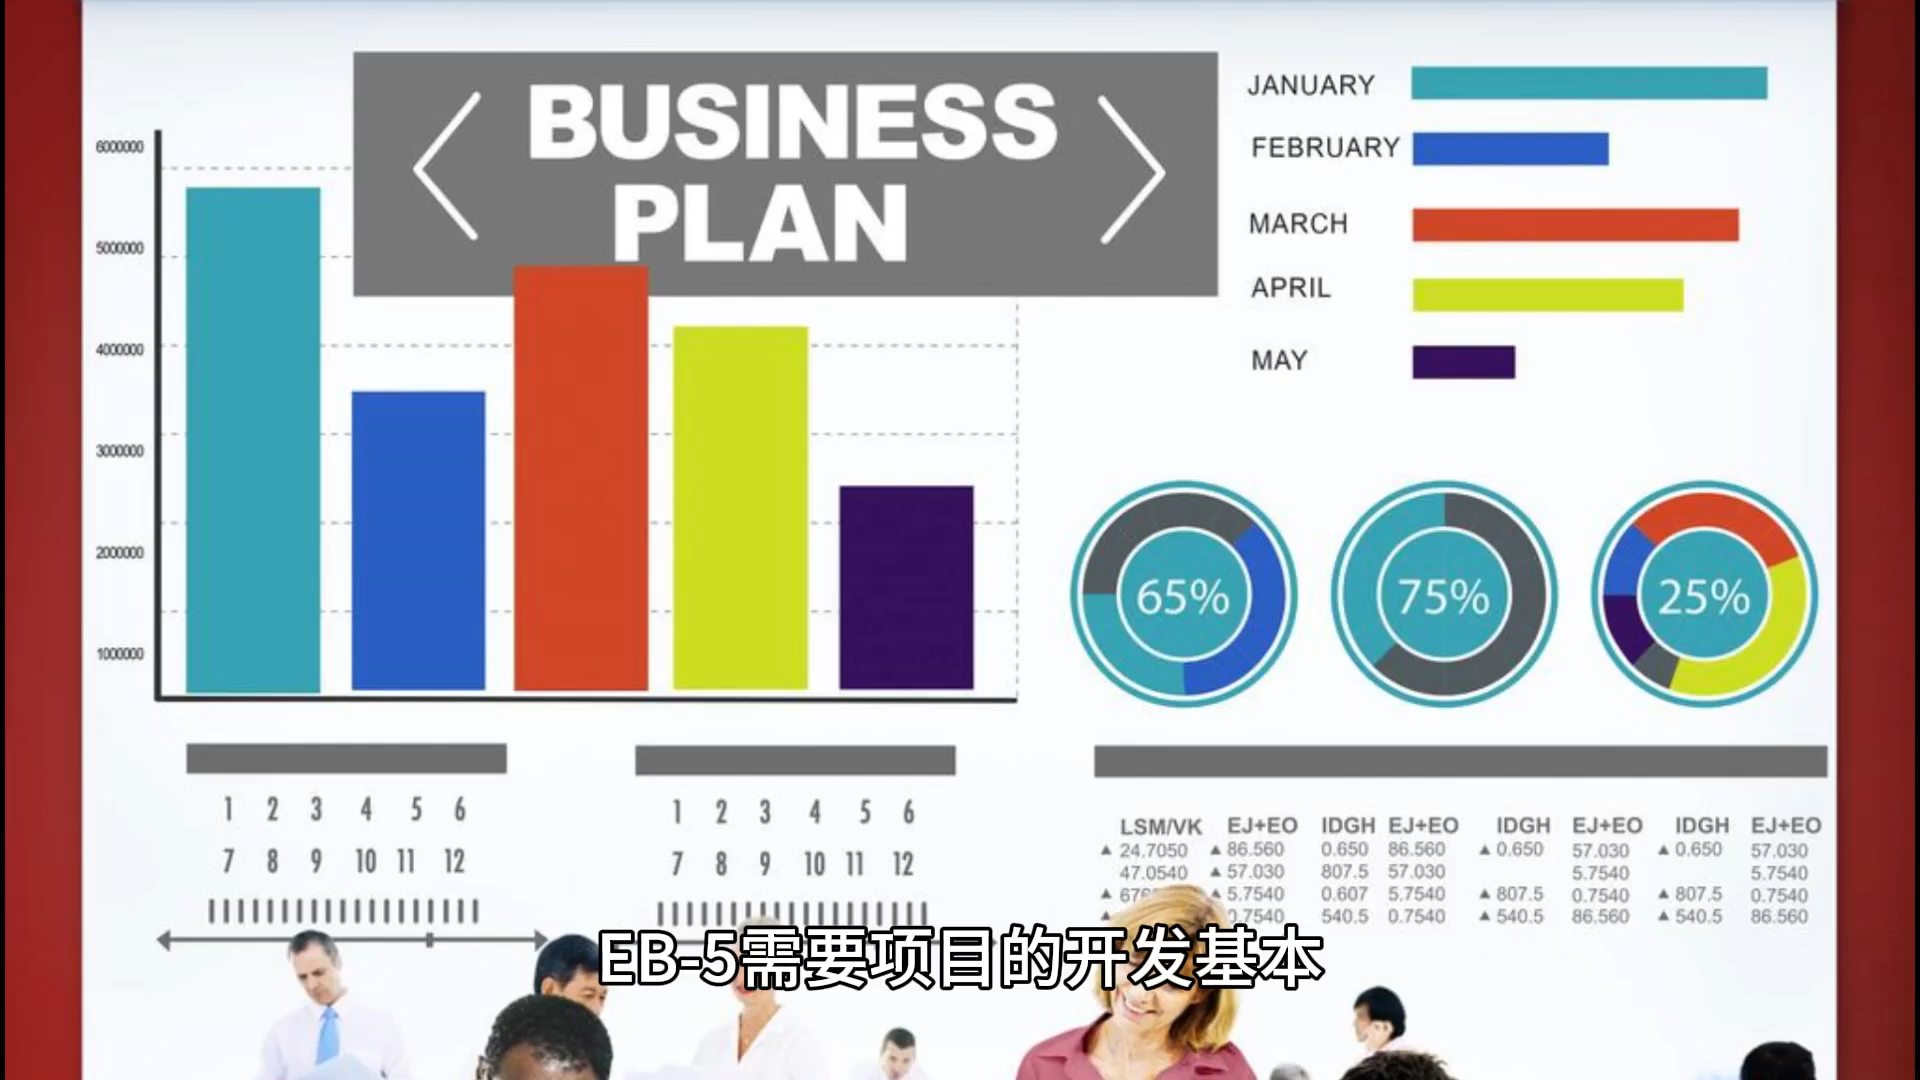 BUSINESS
PLAN
6000000
5000000
4000000
3000000
2000000
1000000
JANUARY
FEBRUARY
MARCH
APRIL
MAY
65% 75% 25%
1 2 3 4 5 6
7 8 9 10 11 12
1 2 3 4 5 6
7 8 9 10 11 12
LSM/VK EJ+EO IDGH EJ+EO IDGH EJ+EO IDGH EJ+EO
▲ 24.7050 ▲ 86.560 0.650 86.560 ▲ 0.650 57.030 ▲ 0.650 57.030
47.0540 ▲ 57.030 807.5 57.030 5.7540 5.7540
▲ ▲ 5.7540 0.607 5.7540 ▲ 807.5 0.7540 ▲ 807.5 0.7540
▲ 0.7540 540.5 0.7540 ▲ 540.5 86.560 ▲ 540.5 86.560
EB-5需要项目的开发基本